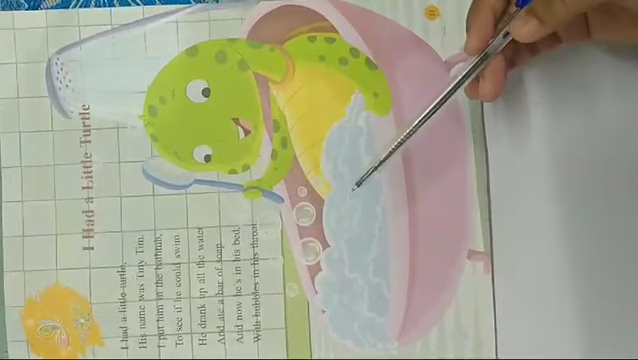 I Had a Little Turtle
I had a little turtle,
His name was Tiny Tim.
I put him in the bathtub,
To see if he could swim.
He drank up all the water
And ate a bar of soap
And now he's in his bed,
With bubbles in his throat.